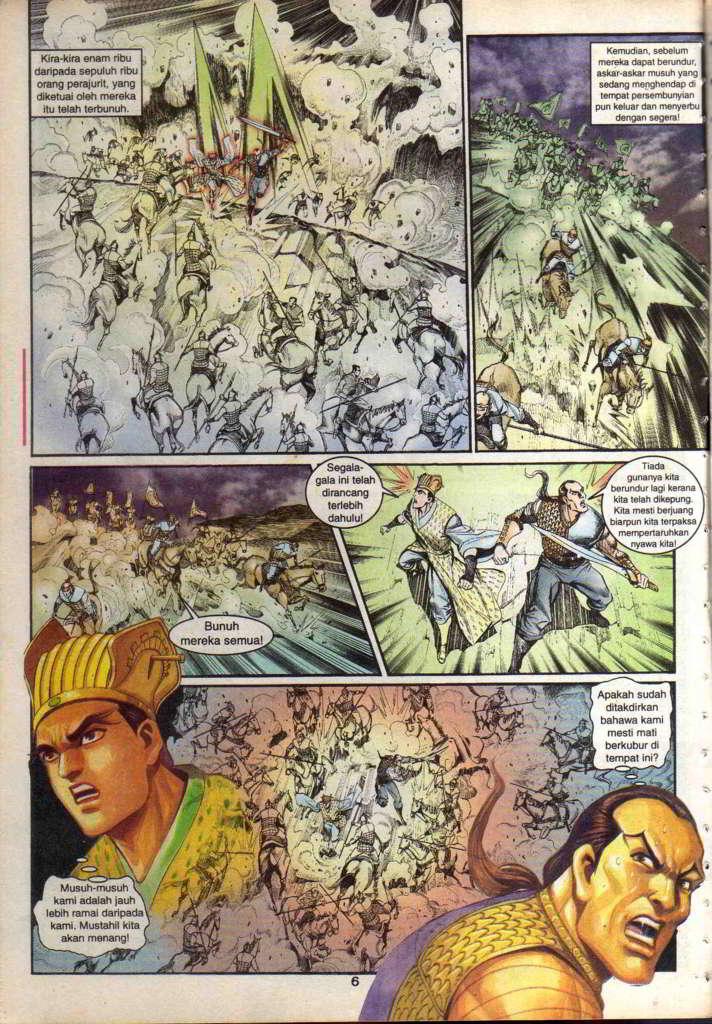 Kira-kira enam ribu
daripada sepuluh ribu
orang perajurit, yang
diketuai oleh mereka
itu telah terbunuh.
Kemudian, sebelum
mereka dapat berundur,
askar-askar musuh yang
sedang menghendap di
tempat persembunyian
pun keluar dan menyerbu
dengan segera!
Bunuh
mereka semua!
Segala-
gala ini telah
dirancang
terlebih
dahulu!
Tiada
gunanya kita
berundur lagi kerana
kita telah dikepung.
Kita mesti berjuang
biarpun kita terpaksa
mempertaruhkan
nyawa kita!
Apakah sudah
ditakdirkan
bahawa kami
mesti mati
berkubur di
tempat ini?
Musuh-musuh
kami adalah jauh
lebih ramai daripada
kami. Mustahil kita
akan menang!
6